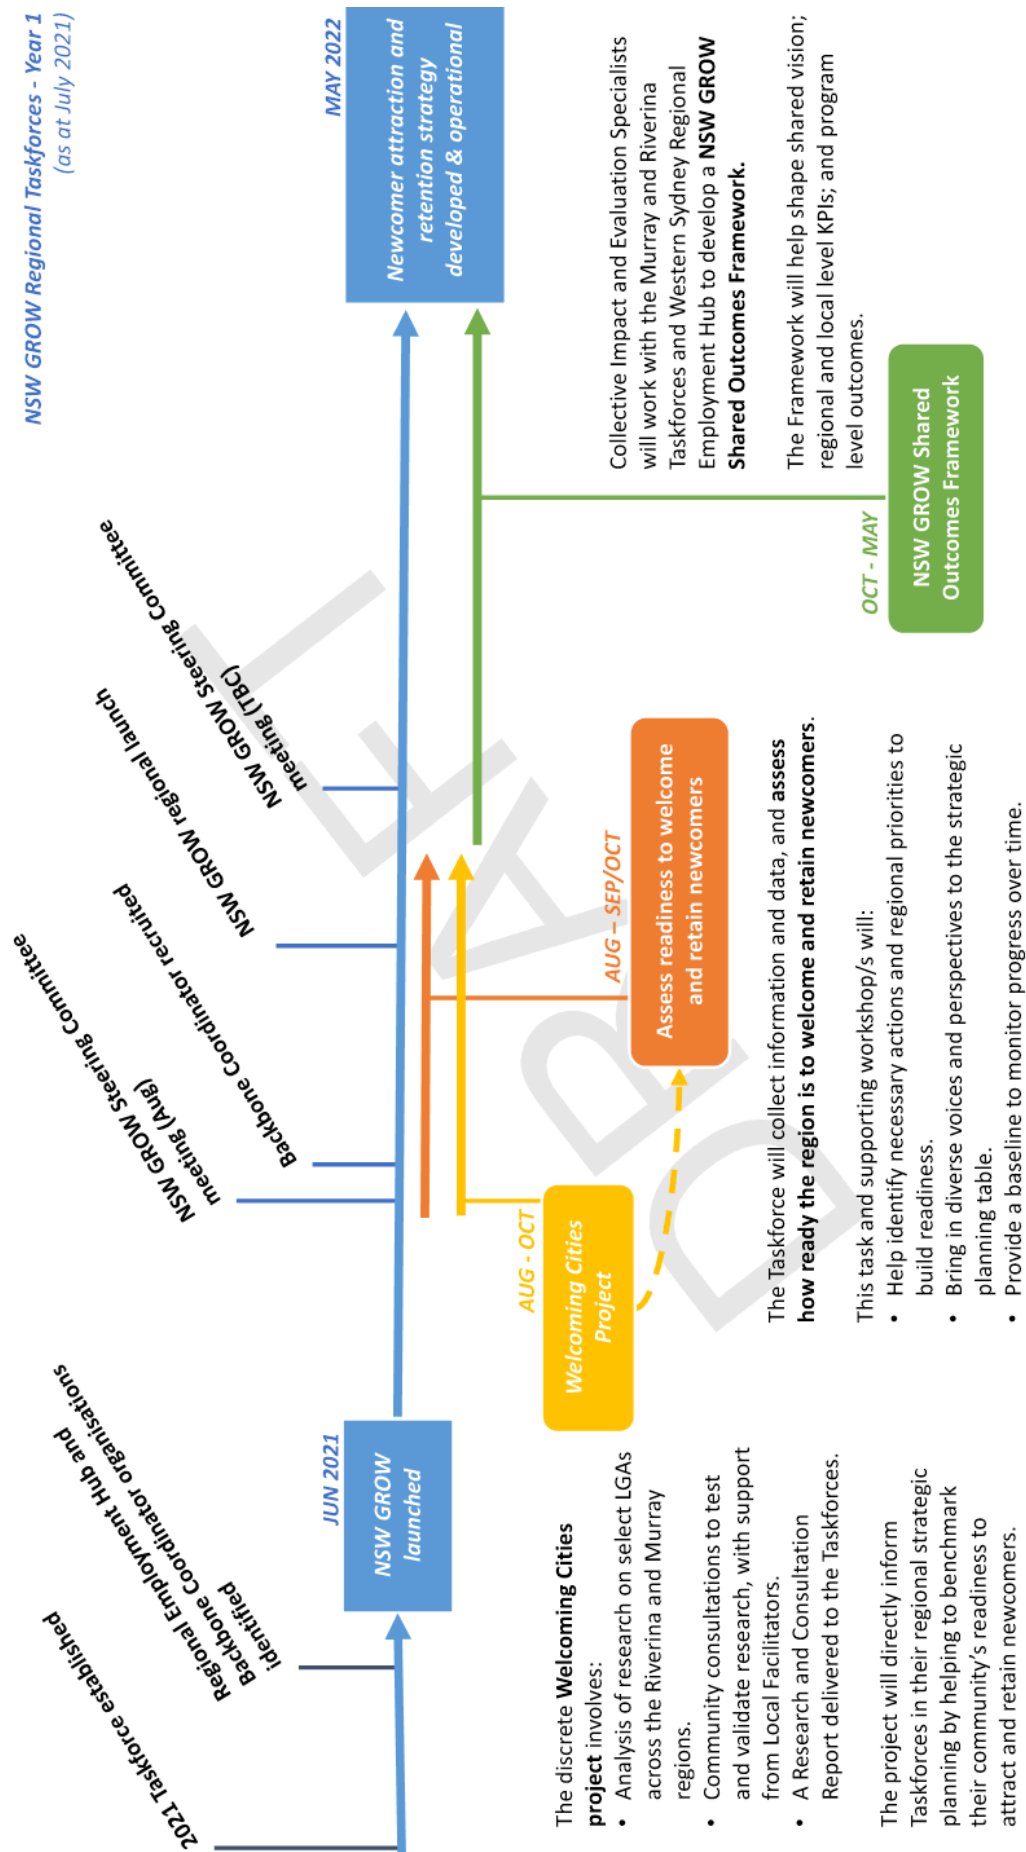 NSW GROW Regional Taskforces - Year 1
(as at July 2021)
2021 Taskforce established
Regional Employment Hub and
Backbone Coordinator organisations
identified
JUN 2021
NSW GROW
launched
NSW GROW Steering Committee
meeting (Aug)
Backbone Coordinator recruited
NSW GROW regional launch
NSW GROW Steering Committee
meeting (TBC)
MAY 2022
Newcomer attraction and
retention strategy
developed & operational
AUG - OCT
Welcoming Cities
Project
AUG – SEP/OCT
Assess readiness to welcome
and retain newcomers
OCT - MAY
NSW GROW Shared
Outcomes Framework
The discrete Welcoming Cities
project involves:
• Analysis of research on select LGAs
across the Riverina and Murray
regions.
• Community consultations to test
and validate research, with support
from Local Facilitators.
• A Research and Consultation
Report delivered to the Taskforces.
The project will directly inform
Taskforces in their regional strategic
planning by helping to benchmark
their community's readiness to
attract and retain newcomers.
The Taskforce will collect information and data, and assess
how ready the region is to welcome and retain newcomers.
This task and supporting workshop/s will:
• Help identify necessary actions and regional priorities to
build readiness.
• Bring in diverse voices and perspectives to the strategic
planning table.
• Provide a baseline to monitor progress over time.
Collective Impact and Evaluation Specialists
will work with the Murray and Riverina
Taskforces and Western Sydney Regional
Employment Hub to develop a NSW GROW
Shared Outcomes Framework.
The Framework will help shape shared vision;
regional and local level KPIs; and program
level outcomes.
DRAFT